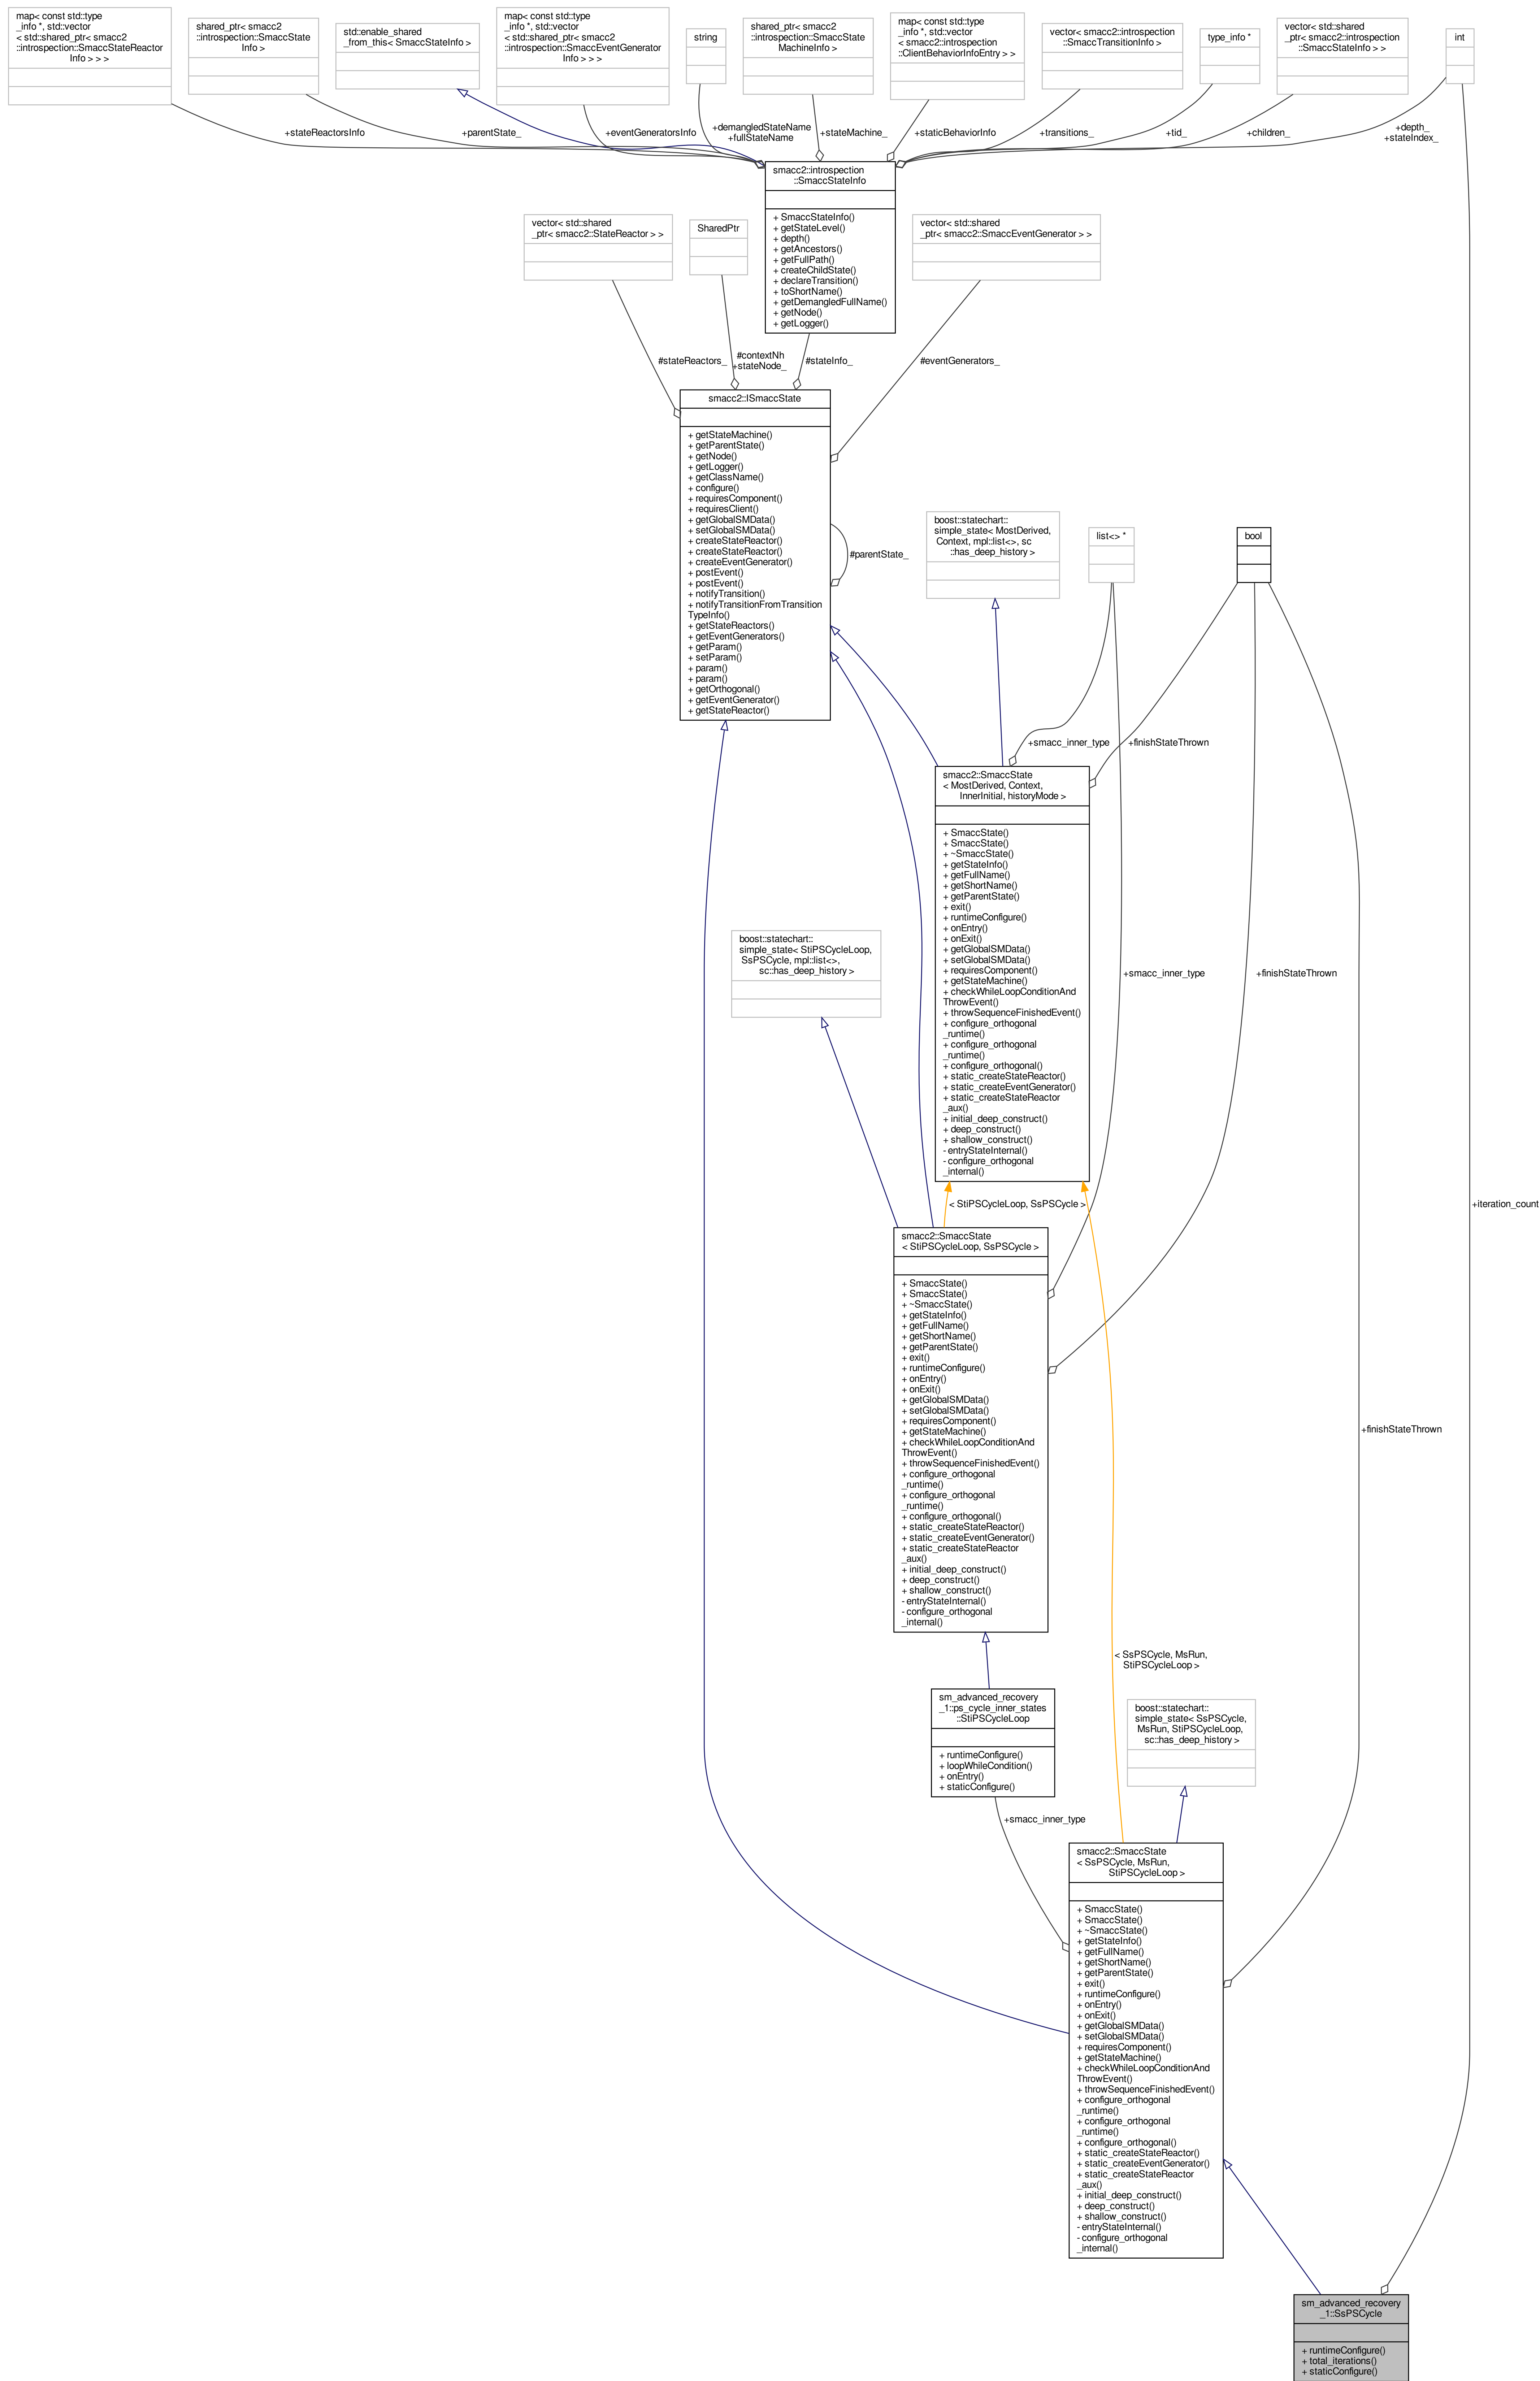 map< const std::type
_info *, std::vector
< std::shared_ptr< smacc2
::introspection::SmaccStateReactor
Info > > >
shared_ptr< smacc2
::introspection::SmaccState
Info >
std::enable_shared
_from_this< SmaccStateInfo >
map< const std::type
_info *, std::vector
< std::shared_ptr< smacc2
::introspection::SmaccEventGenerator
Info > > >
string
shared_ptr< smacc2
::introspection::SmaccState
MachineInfo >
map< const std::type
_info *, std::vector
< smacc2::introspection
::ClientBehaviorInfoEntry > >
vector< smacc2::introspection
::SmaccTransitionInfo >
type_info *
vector< std::shared
_ptr< smacc2::introspection
::SmaccStateInfo > >
int
+stateReactorsInfo
+parentState_
+eventGeneratorsInfo
+demangledStateName
+fullStateName
+stateMachine_
+staticBehaviorInfo
+transitions_
+tid_
+children_
+depth_
+stateIndex_
smacc2::introspection
::SmaccStateInfo
+ SmaccStateInfo()
+ getStateLevel()
+ depth()
+ getAncestors()
+ getFullPath()
+ createChildState()
+ declareTransition()
+ toShortName()
+ getDemangledFullName()
+ getNode()
+ getLogger()
vector< std::shared
_ptr< smacc2::StateReactor > >
SharedPtr
vector< std::shared
_ptr< smacc2::SmaccEventGenerator > >
#stateReactors_
#contextNh
+stateNode_
#stateInfo_
#eventGenerators_
smacc2::ISmaccState
+ getStateMachine()
+ getParentState()
+ getNode()
+ getLogger()
+ getClassName()
+ configure()
+ requiresComponent()
+ requiresClient()
+ getGlobalSMData()
+ setGlobalSMData()
+ createStateReactor()
+ createStateReactor()
+ createEventGenerator()
+ postEvent()
+ postEvent()
+ notifyTransition()
+ notifyTransitionFromTransition
TypeInfo()
+ getStateReactors()
+ getEventGenerators()
+ getParam()
+ setParam()
+ param()
+ param()
+ getOrthogonal()
+ getEventGenerator()
+ getStateReactor()
#parentState_
boost::statechart::
simple_state< MostDerived,
Context, mpl::list<>, sc
::has_deep_history >
list<> *
bool
+smacc_inner_type
+finishStateThrown
smacc2::SmaccState
< MostDerived, Context,
InnerInitial, historyMode >
+ SmaccState()
+ SmaccState()
+ ~SmaccState()
+ getStateInfo()
+ getFullName()
+ getShortName()
+ getParentState()
+ exit()
+ runtimeConfigure()
+ onEntry()
+ onExit()
+ getGlobalSMData()
+ setGlobalSMData()
+ requiresComponent()
+ getStateMachine()
+ checkWhileLoopConditionAnd
ThrowEvent()
+ throwSequenceFinishedEvent()
+ configure_orthogonal
_runtime()
+ configure_orthogonal
_runtime()
+ configure_orthogonal()
+ static_createStateReactor()
+ static_createEventGenerator()
+ static_createStateReactor
_aux()
+ initial_deep_construct()
+ deep_construct()
+ shallow_construct()
- entryStateInternal()
- configure_orthogonal
_internal()
boost::statechart::
simple_state< StiPSCycleLoop,
SsPSCycle, mpl::list<>,
sc::has_deep_history >
+smacc_inner_type
+finishStateThrown
< StiPSCycleLoop, SsPSCycle >
+iteration_count
smacc2::SmaccState
< StiPSCycleLoop, SsPSCycle >
+ SmaccState()
+ SmaccState()
+ ~SmaccState()
+ getStateInfo()
+ getFullName()
+ getShortName()
+ getParentState()
+ exit()
+ runtimeConfigure()
+ onEntry()
+ onExit()
+ getGlobalSMData()
+ setGlobalSMData()
+ requiresComponent()
+ getStateMachine()
+ checkWhileLoopConditionAnd
ThrowEvent()
+ throwSequenceFinishedEvent()
+ configure_orthogonal
_runtime()
+ configure_orthogonal
_runtime()
+ configure_orthogonal()
+ static_createStateReactor()
+ static_createEventGenerator()
+ static_createStateReactor
_aux()
+ initial_deep_construct()
+ deep_construct()
+ shallow_construct()
- entryStateInternal()
- configure_orthogonal
_internal()
+finishStateThrown
< SsPSCycle, MsRun,
StiPSCycleLoop >
sm_advanced_recovery
_1::ps_cycle_inner_states
::StiPSCycleLoop
+ runtimeConfigure()
+ loopWhileCondition()
+ onEntry()
+ staticConfigure()
boost::statechart::
simple_state< SsPSCycle,
MsRun, StiPSCycleLoop,
sc::has_deep_history >
+smacc_inner_type
smacc2::SmaccState
< SsPSCycle, MsRun,
StiPSCycleLoop >
+ SmaccState()
+ SmaccState()
+ ~SmaccState()
+ getStateInfo()
+ getFullName()
+ getShortName()
+ getParentState()
+ exit()
+ runtimeConfigure()
+ onEntry()
+ onExit()
+ getGlobalSMData()
+ setGlobalSMData()
+ requiresComponent()
+ getStateMachine()
+ checkWhileLoopConditionAnd
ThrowEvent()
+ throwSequenceFinishedEvent()
+ configure_orthogonal
_runtime()
+ configure_orthogonal
_runtime()
+ configure_orthogonal()
+ static_createStateReactor()
+ static_createEventGenerator()
+ static_createStateReactor
_aux()
+ initial_deep_construct()
+ deep_construct()
+ shallow_construct()
- entryStateInternal()
- configure_orthogonal
_internal()
sm_advanced_recovery
_1::SsPSCycle
+ runtimeConfigure()
+ total_iterations()
+ staticConfigure()